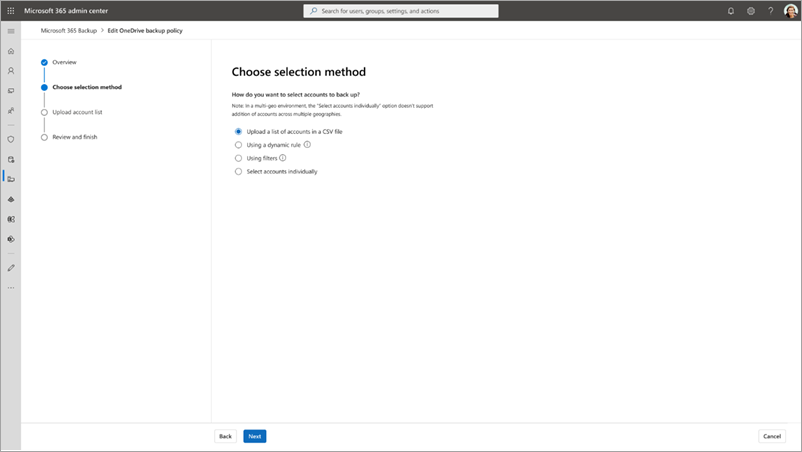 Microsoft 365 admin center
Search for users, groups, settings, and actions
?
Microsoft 365 Backup > Edit OneDrive backup policy
Overview
Choose selection method
Upload account list
Review and finish
Choose selection method
How do you want to select accounts to back up?
Note: In a multi-geo environment, the "Select accounts individually" option doesn't support
addition of accounts across multiple geographies.
Upload a list of accounts in a CSV file
Using a dynamic rule
Using filters
Select accounts individually
Back
Next
Cancel